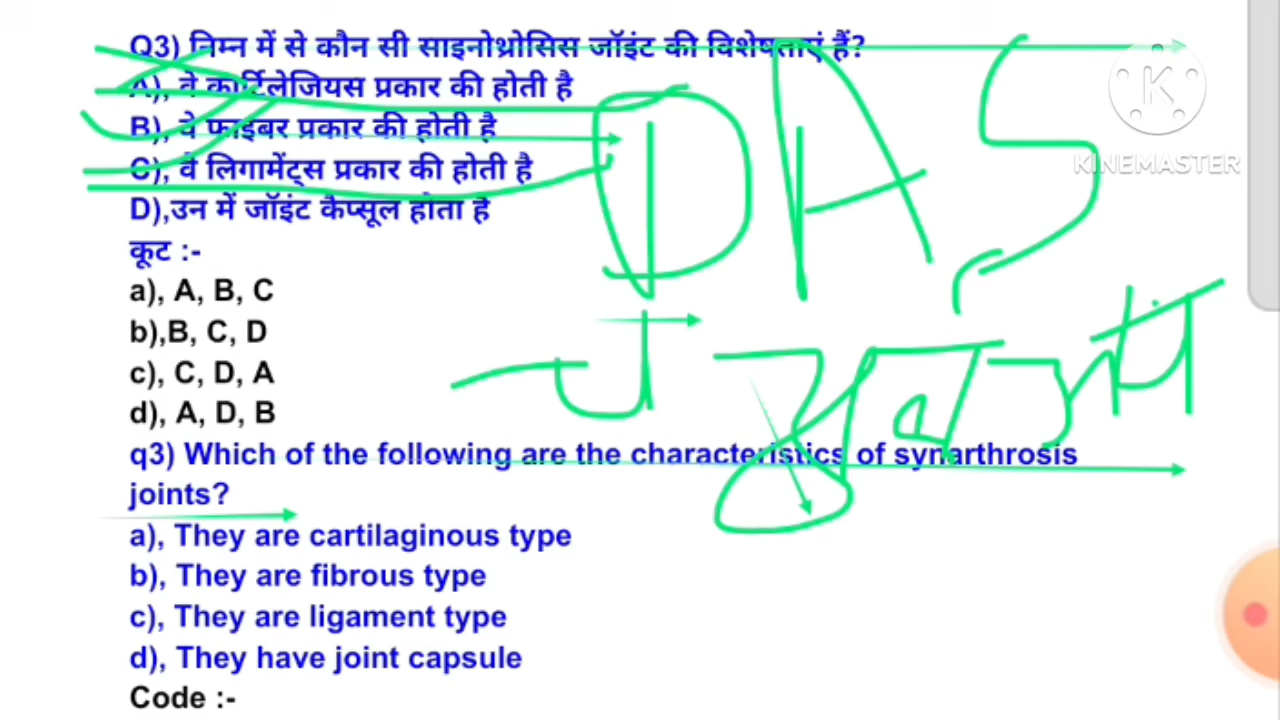 Q3) निम्न में से कौन सी साइनोथ्रोसिस जॉइंट की विशेषताएं हैं?
A), वे कार्टिलेजियस प्रकार की होती है
B), वे फाइबर प्रकार की होती है
C), वे लिगामेंट्स प्रकार की होती है
D),उन में जॉइंट कैप्सूल होता है
कूट :-
a), A, B, C
b),B, C, D
c), C, D, A
d), A, D, B
q3) Which of the following are the characteristics of synarthrosis
joints?
a), They are cartilaginous type
b), They are fibrous type
c), They are ligament type
d), They have joint capsule
Code :-
DAS
K
KINEMASTER